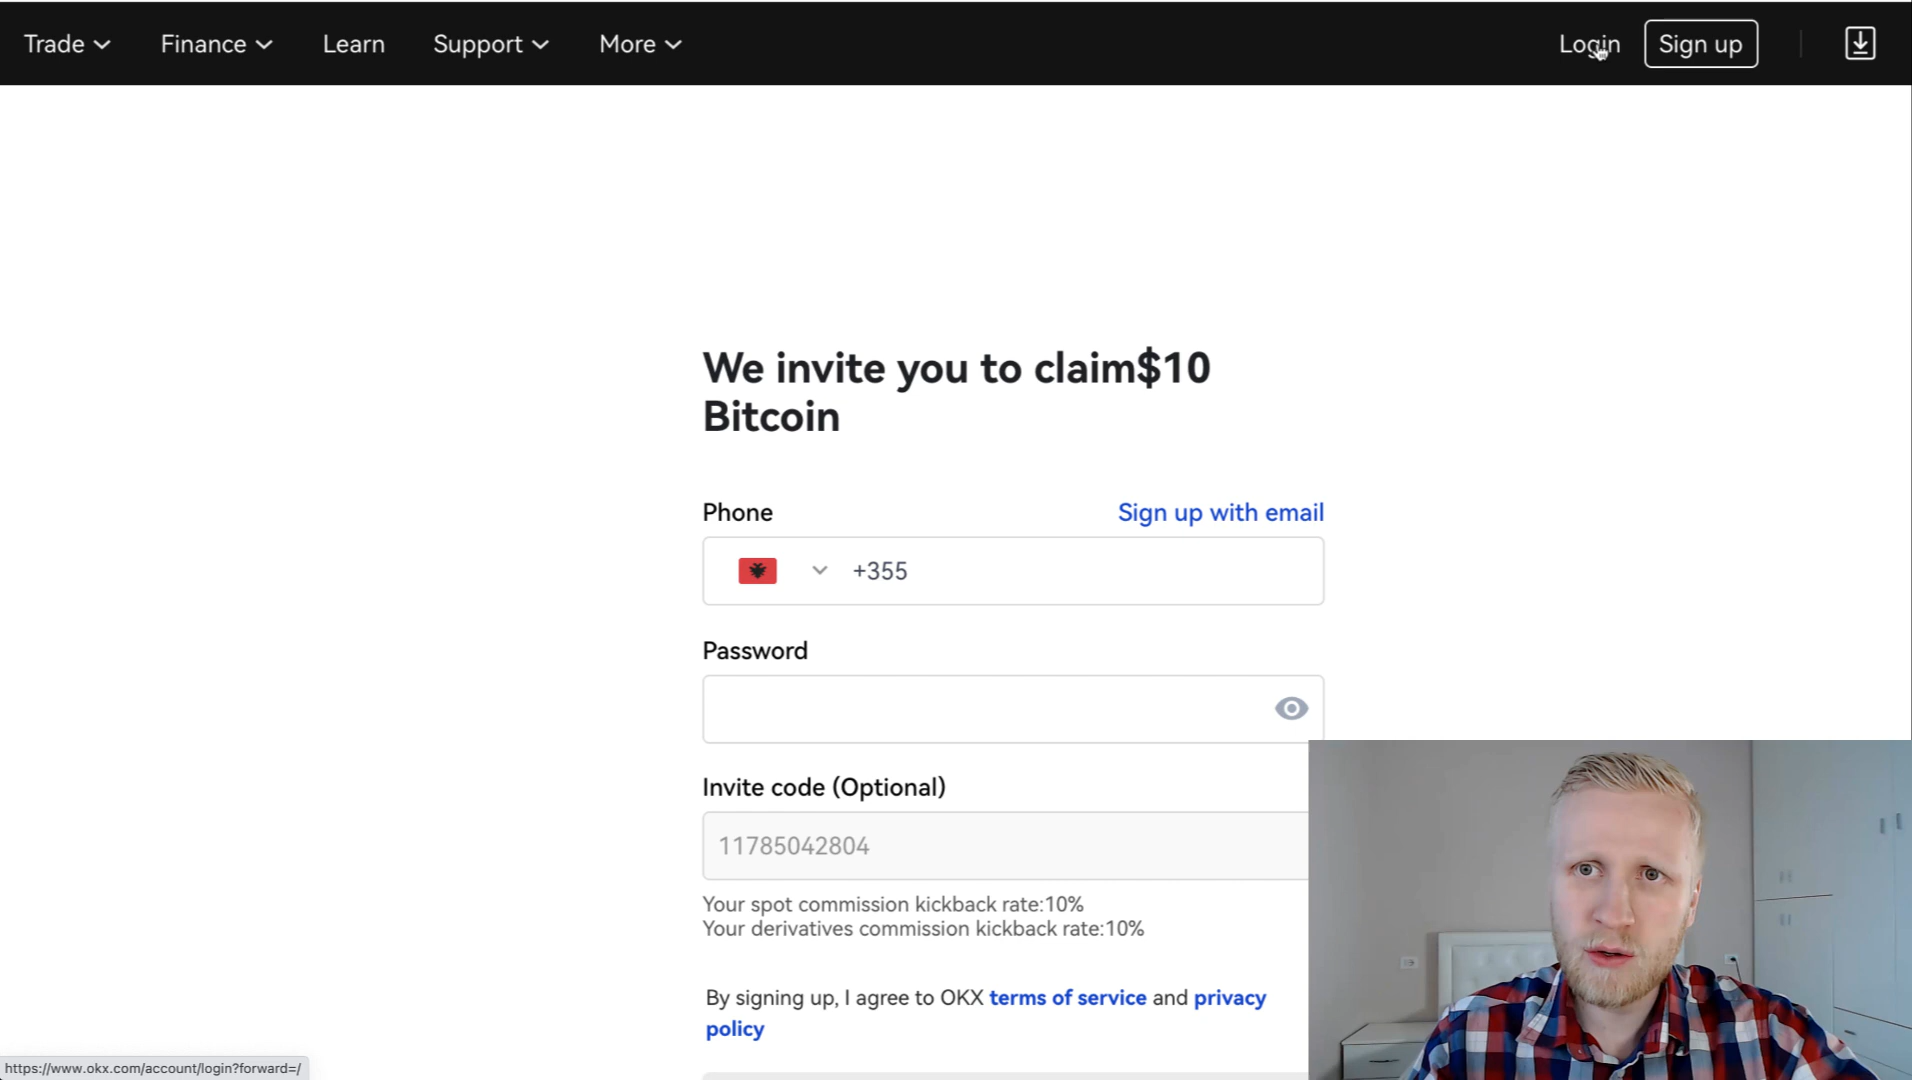 Trade Finance Learn Support More Login Sign up
We invite you to claim$10
Bitcoin
Phone Sign up with email
+355
Password
Invite code (Optional)
11785042804
Your spot commission kickback rate:10%
Your derivatives commission kickback rate:10%
By signing up, I agree to OKX terms of service and privacy
policy
https://www.okx.com/account/login?forward=/